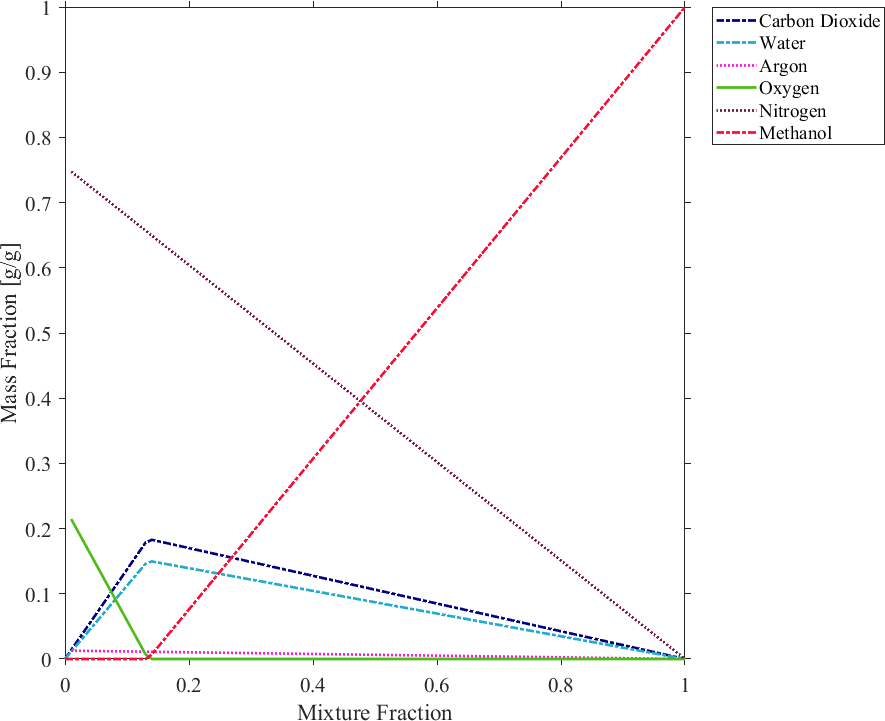 1
0.9
0.8
0.7
0.6
0.5
0.4
0.3
0.2
0.1
0
Mass Fraction [g/g]
0 0.2 0.4 0.6 0.8 1
Mixture Fraction
Carbon Dioxide
Water
Argon
Oxygen
Nitrogen
Methanol